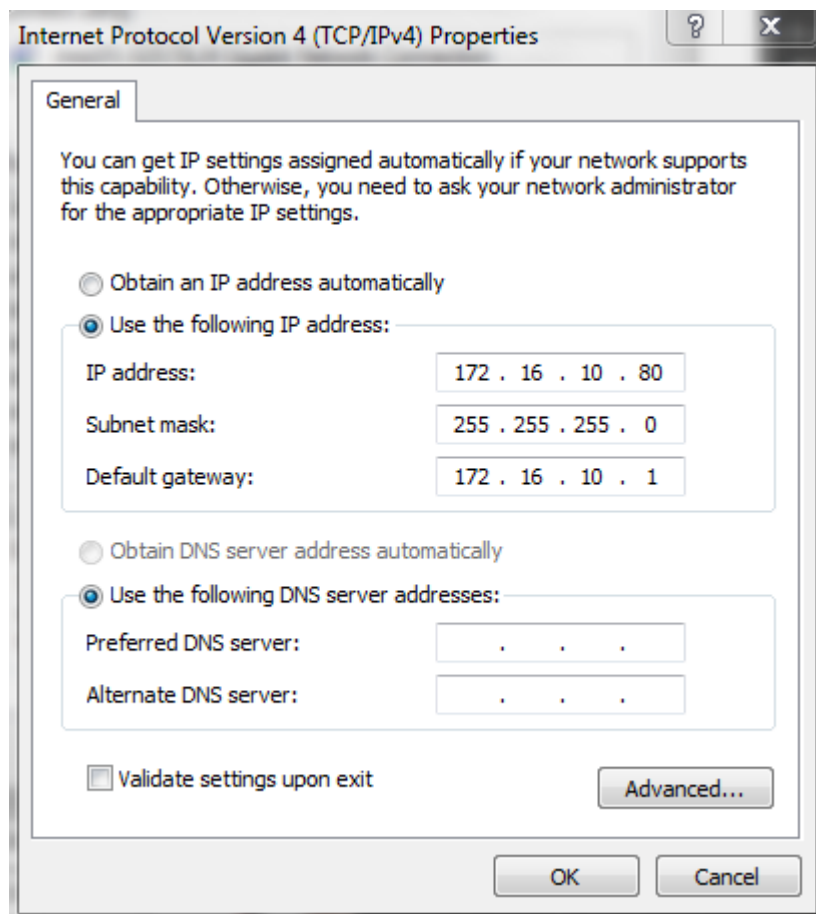 Internet Protocol Version 4 (TCP/IPv4) Properties
General
You can get IP settings assigned automatically if your network supports
this capability. Otherwise, you need to ask your network administrator
for the appropriate IP settings.
Obtain an IP address automatically
Use the following IP address:
IP address: 172 . 16 . 10 . 80
Subnet mask: 255 . 255 . 255 . 0
Default gateway: 172 . 16 . 10 . 1
Obtain DNS server address automatically
Use the following DNS server addresses:
Preferred DNS server: . . .
Alternate DNS server: . . .
Validate settings upon exit
Advanced...
OK Cancel